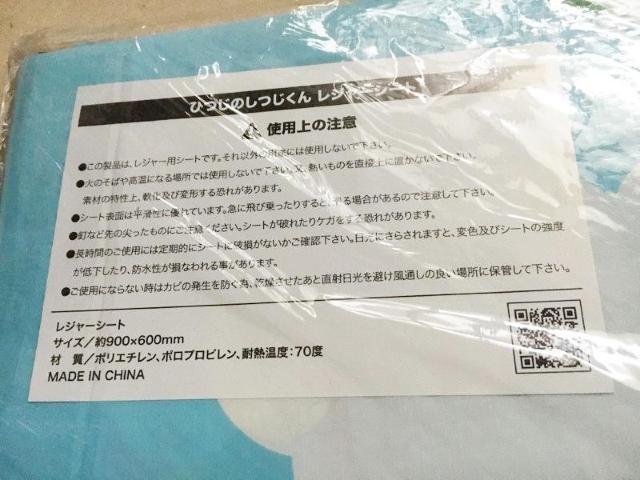 ひつじのしつじくん レジャーシート
使用上の注意
●この製品は、レジャー用シートです。それ以外の用途には使用しないで下さい。
●火のそばや高温になる場所では使用しないで下さい。又、熱いものを直接上に置かないで下さい。
素材の特性上、軟化及び変形する恐れがあります。
●シート表面は平滑性に優れています。急に飛び乗ったりすると滑る場合があるので注意して下さい。
●釘など先の尖ったものにご注意ください。シートが破れたりケガをする恐れがあります。
●長時間のご使用には定期的にシートに破損がないかご確認下さい。日光にさらされますと、変色及びシートの強度
が低下したり、防水性が損なわれる事があります。
●ご使用にならない時はカビの発生を防ぐ為、乾燥させたあと直射日光を避け風通しの良い場所に保管して下さい。
レジャーシート
サイズ/約900×600mm
材 質/ポリエチレン、ポロプロピレン、耐熱温度:70度
MADE IN CHINA